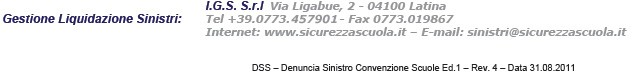 I.G.S. S.r.l Via Ligabue, 2 - 04100 Latina
Gestione Liquidazione Sinistri: Tel +39.0773.457901 - Fax 0773.019867
Internet: www.sicurezzascuola.it – E-mail: sinistri@sicurezzascuola.it
DSS – Denuncia Sinistro Convenzione Scuole Ed.1 – Rev. 4 – Data 31.08.2011